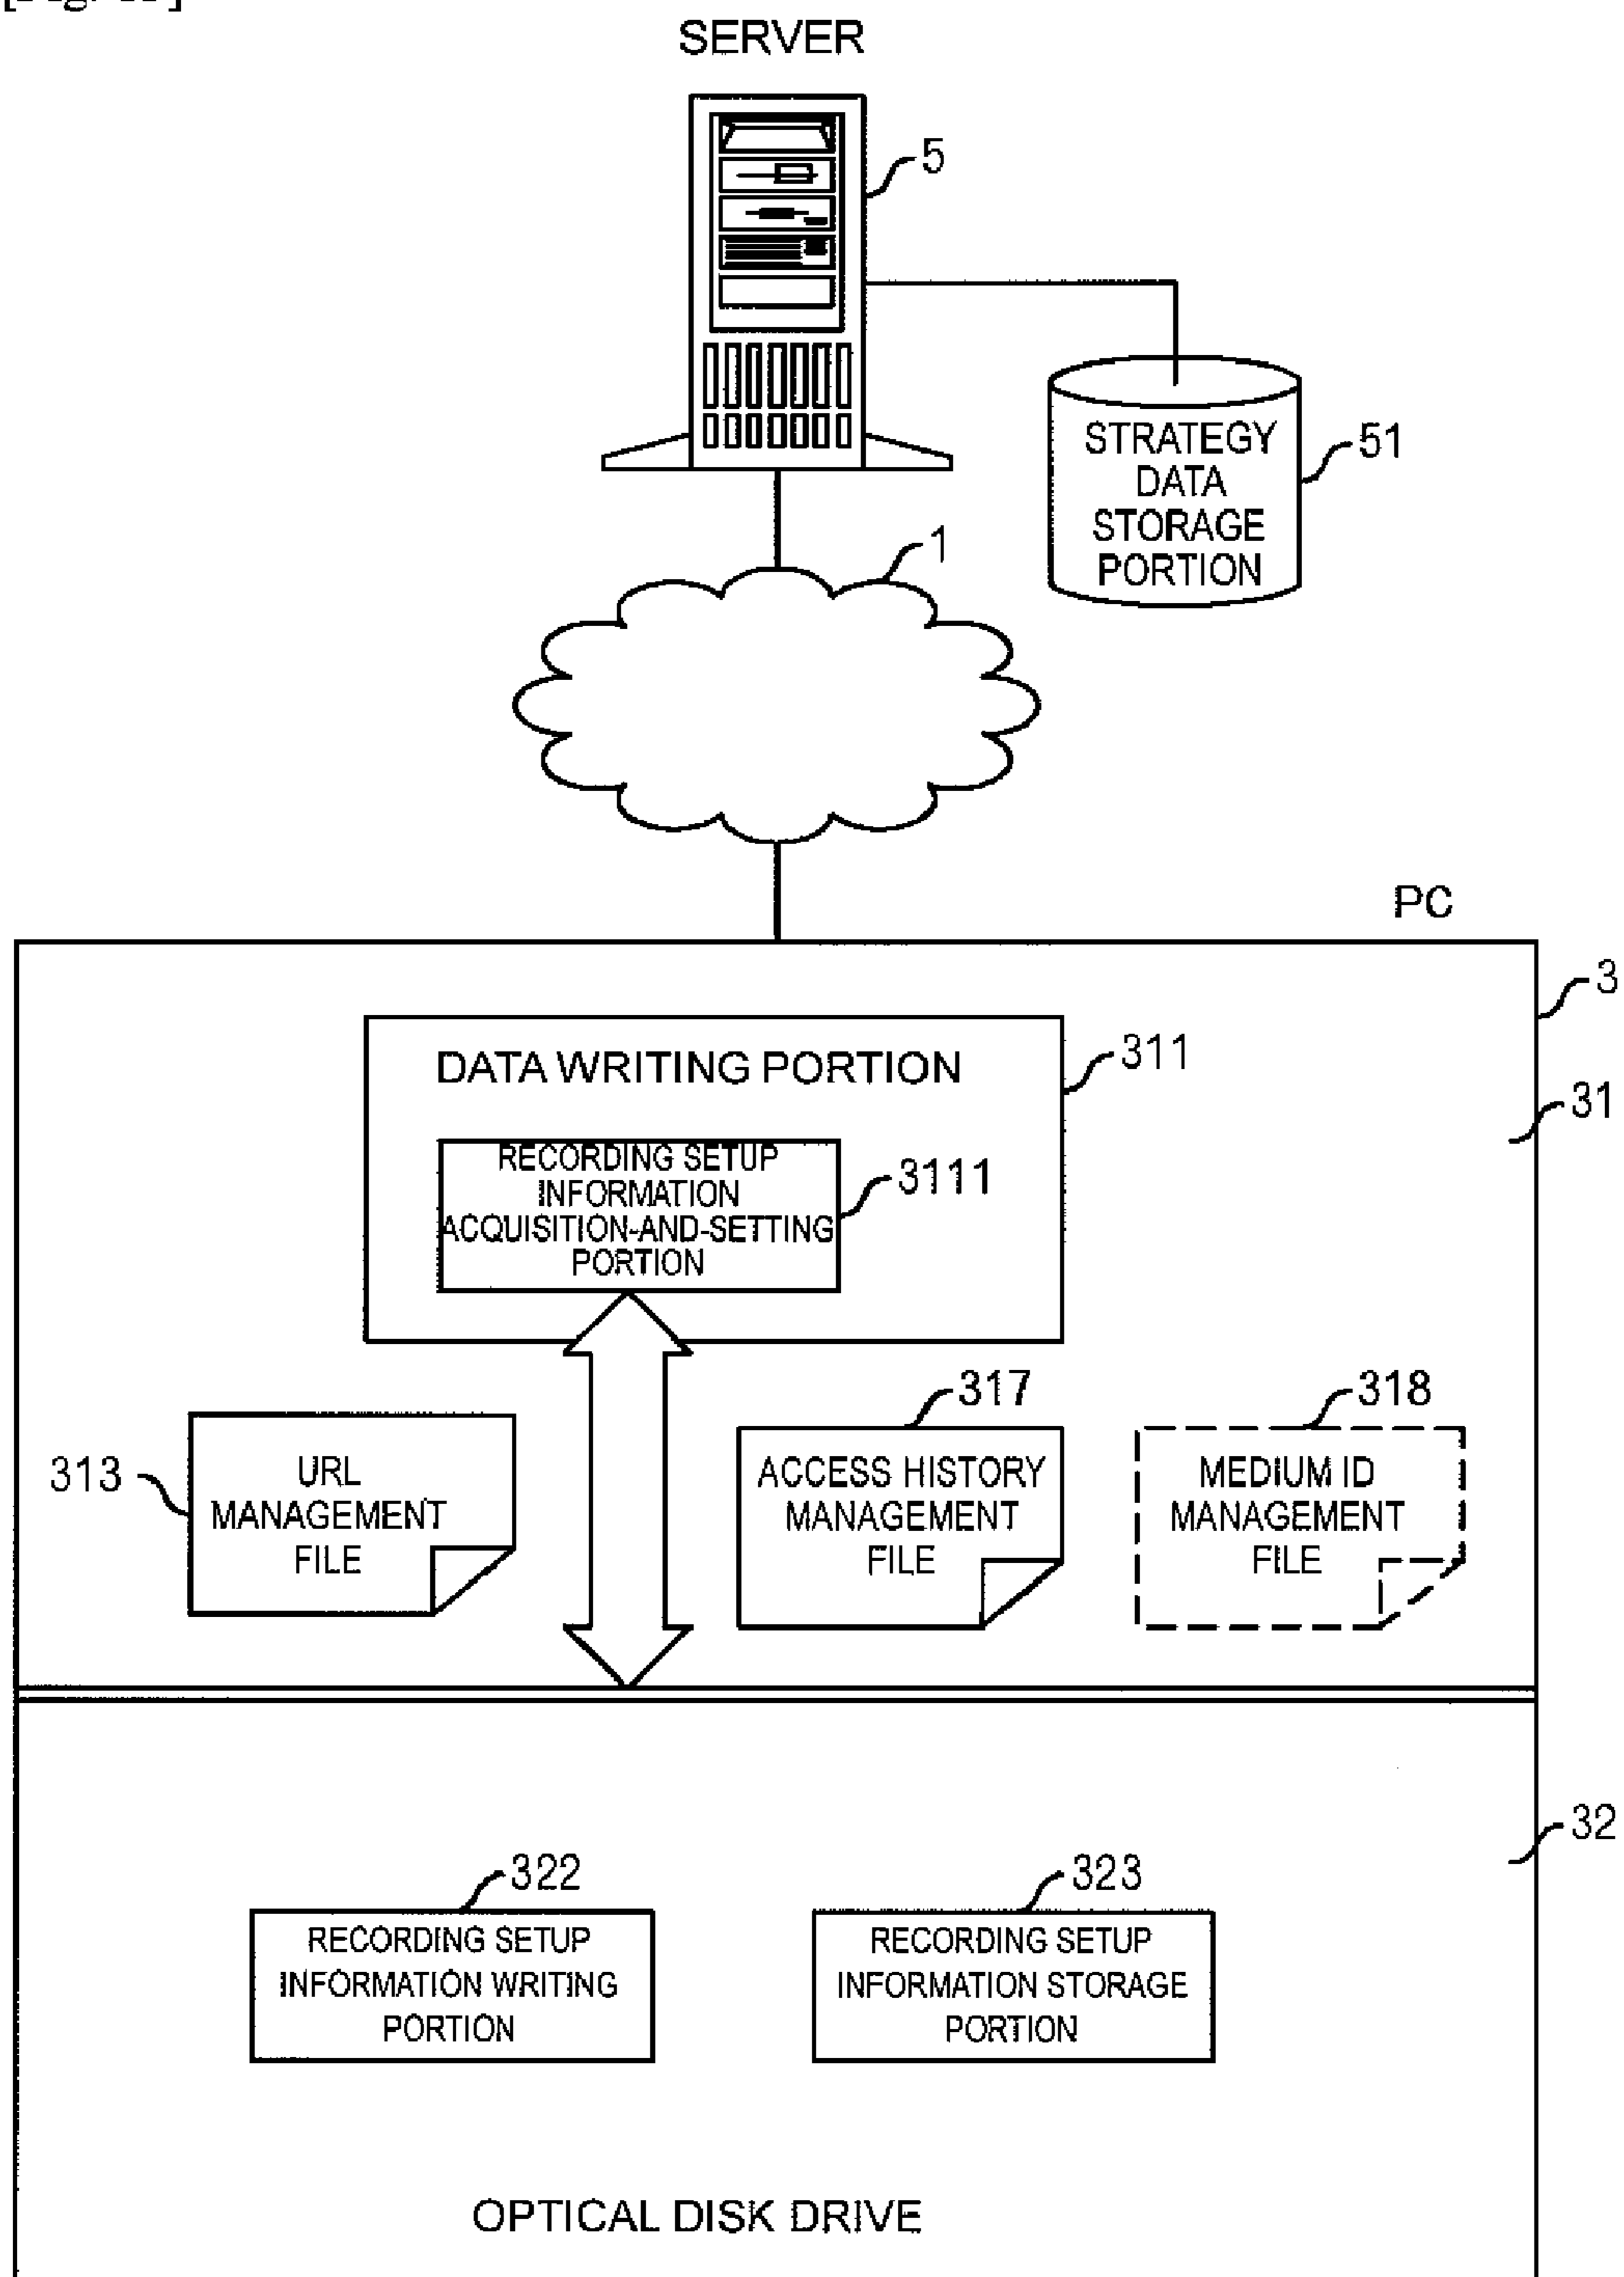 SERVER
5
STRATEGY
DATA
STORAGE
PORTION
51
1
PC
3
DATA WRITING PORTION
311
31
RECORDING SETUP
INFORMATION
ACQUISITION-AND-SETTING
PORTION
3111
313
URL
MANAGEMENT
FILE
317
ACCESS HISTORY
MANAGEMENT
FILE
318
MEDIUM ID
MANAGEMENT
FILE
32
322
RECORDING SETUP
INFORMATION WRITING
PORTION
323
RECORDING SETUP
INFORMATION STORAGE
PORTION
OPTICAL DISK DRIVE